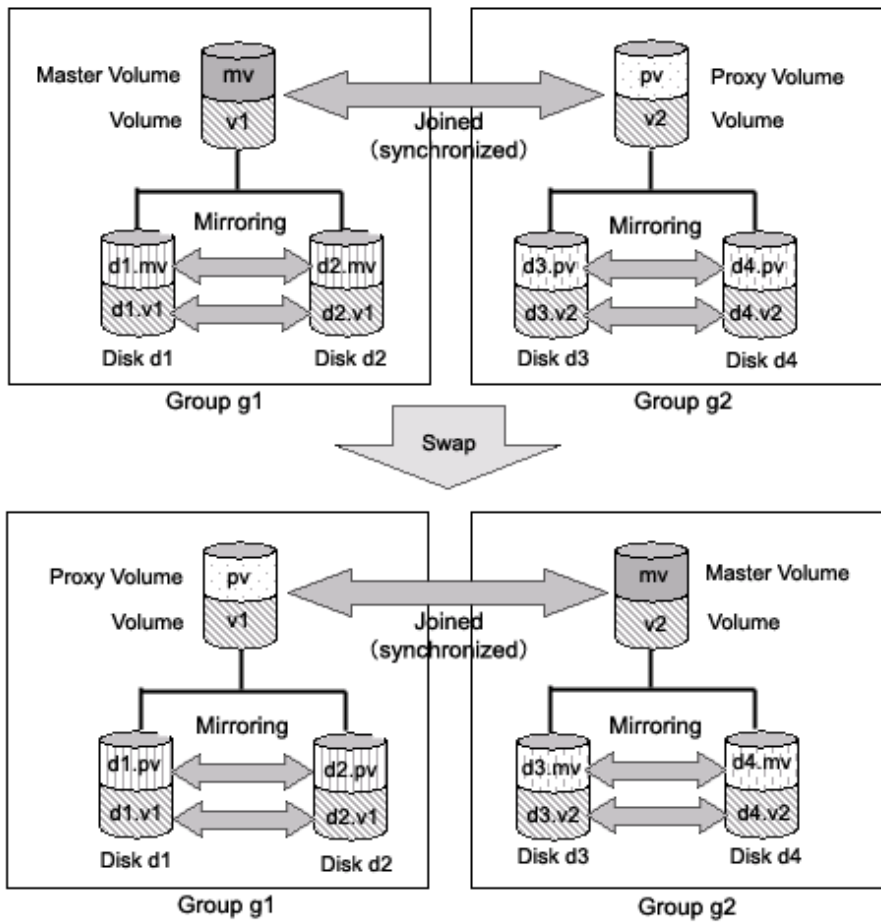 Master Volume
mv
pv
Proxy Volume
Volume
v1
Joined
(synchronized)
v2
Volume
Mirroring
Mirroring
d1.mv
d2.mv
d3.pv
d4.pv
d1.v1
d2.v1
d3.v2
d4.v2
Disk d1
Disk d2
Disk d3
Disk d4
Group g1
Group g2
Swap
Proxy Volume
pv
mv
Master Volume
Volume
v1
Joined
(synchronized)
v2
Volume
Mirroring
Mirroring
d1.pv
d2.pv
d3.mv
d4.mv
d1.v1
d2.v1
d3.v2
d4.v2
Disk d1
Disk d2
Disk d3
Disk d4
Group g1
Group g2